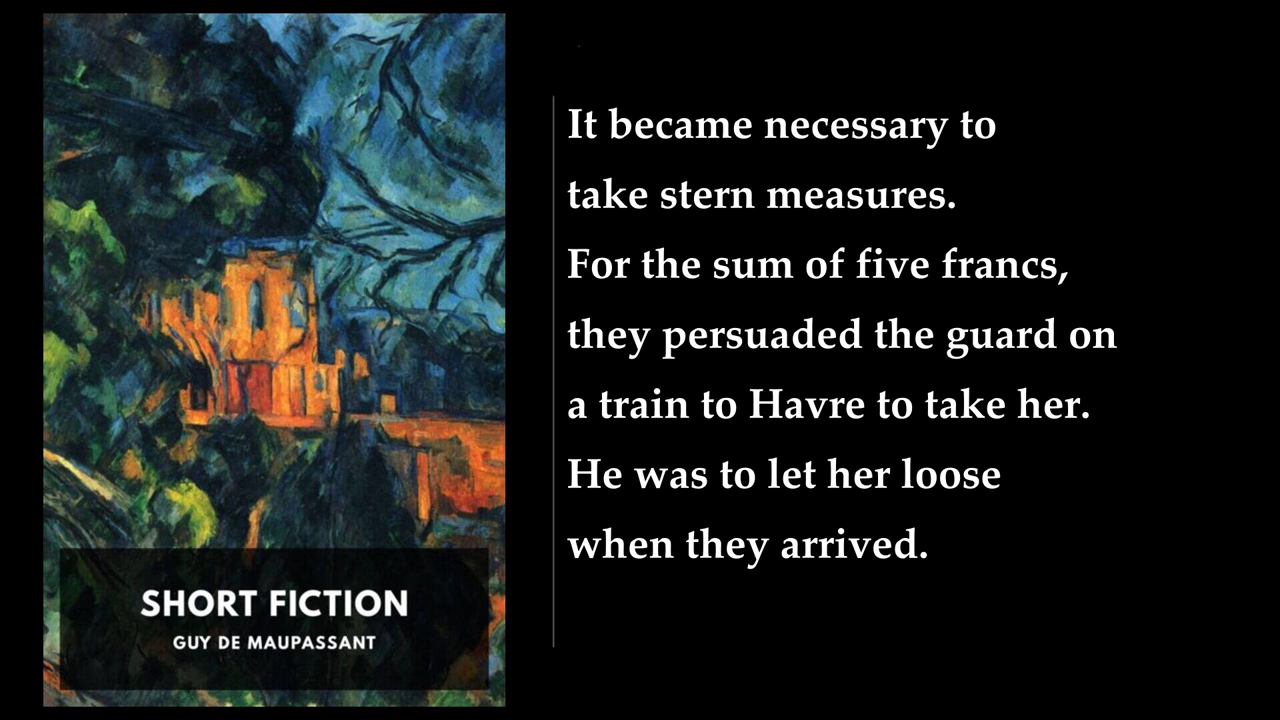 SHORT FICTION
GUY DE MAUPASSANT
It became necessary to
take stern measures.
For the sum of five francs,
they persuaded the guard on
a train to Havre to take her.
He was to let her loose
when they arrived.